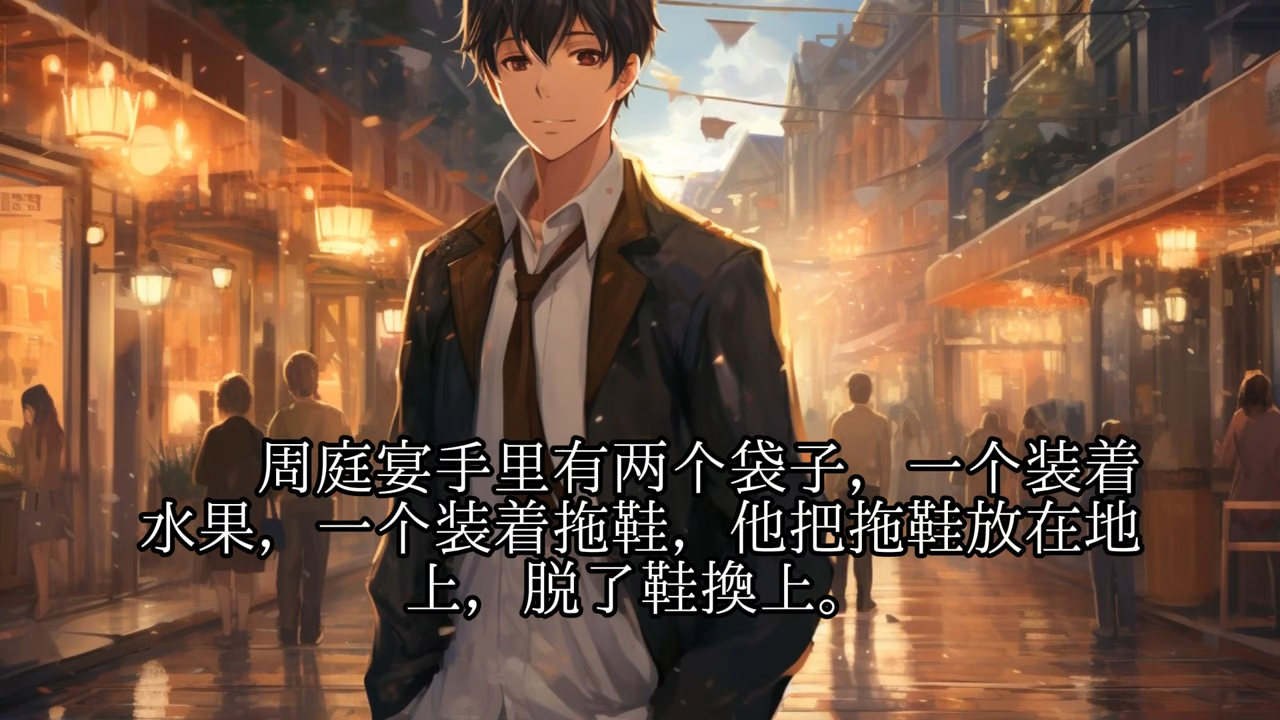 周庭宴手里有两个袋子，一个装着
水果，一个装着拖鞋，他把拖鞋放在地
上，脱了鞋換上。